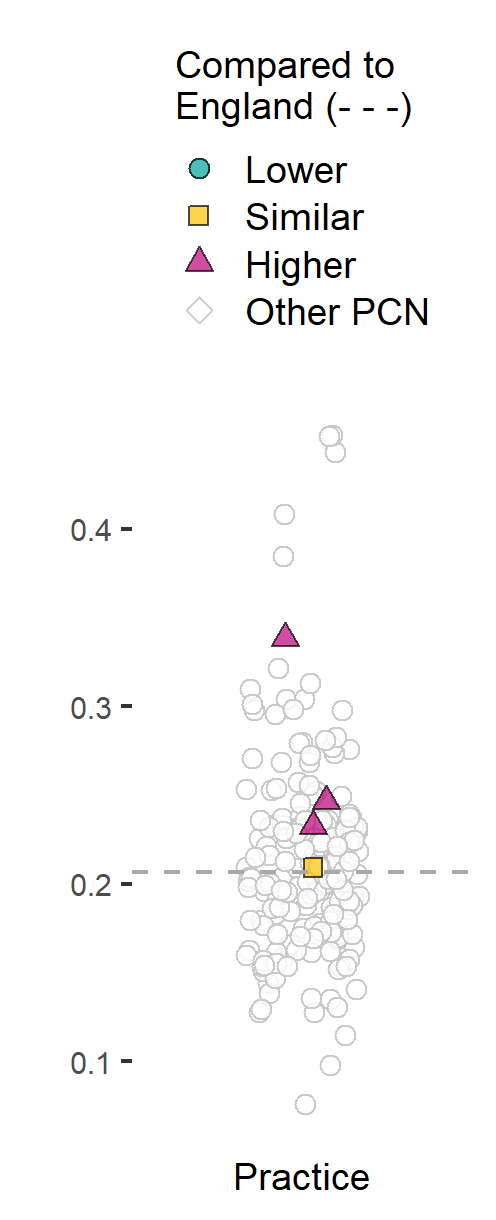 Compared to
England (- - -)
Lower
Similar
Higher
Other PCN
0.4
0.3
0.2
0.1
Practice